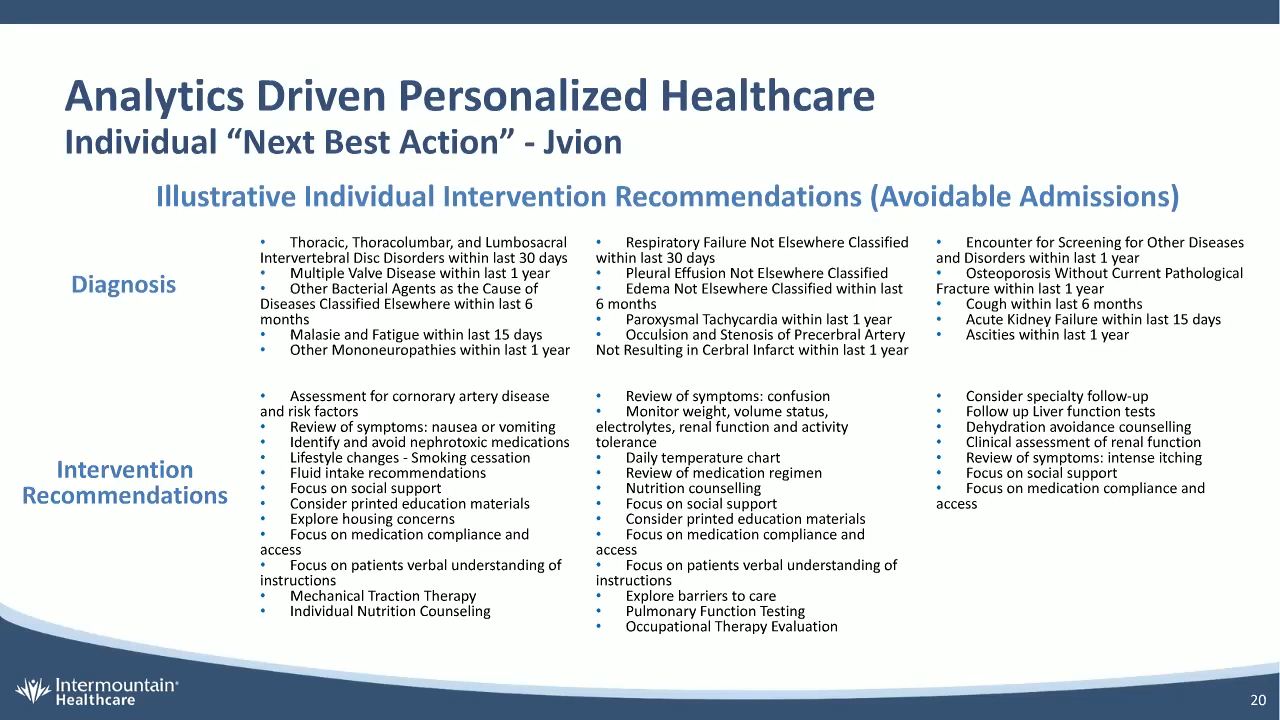 Analytics Driven Personalized Healthcare
Individual “Next Best Action” - Jvion
Illustrative Individual Intervention Recommendations (Avoidable Admissions)
Diagnosis
• Thoracic, Thoracolumbar, and Lumbosacral
Intervertebral Disc Disorders within last 30 days
• Multiple Valve Disease within last 1 year
• Other Bacterial Agents as the Cause of
Diseases Classified Elsewhere within last 6
months
• Malasie and Fatigue within last 15 days
• Other Mononeuropathies within last 1 year
• Respiratory Failure Not Elsewhere Classified
within last 30 days
• Pleural Effusion Not Elsewhere Classified
• Edema Not Elsewhere Classified within last
6 months
• Paroxysmal Tachycardia within last 1 year
• Occulsion and Stenosis of Precerbral Artery
Not Resulting in Cerbral Infarct within last 1 year
• Encounter for Screening for Other Diseases
and Disorders within last 1 year
• Osteoporosis Without Current Pathological
Fracture within last 1 year
• Cough within last 6 months
• Acute Kidney Failure within last 15 days
• Ascities within last 1 year
Intervention
Recommendations
• Assessment for cornorary artery disease
and risk factors
• Review of symptoms: nausea or vomiting
• Identify and avoid nephrotoxic medications
• Lifestyle changes - Smoking cessation
• Fluid intake recommendations
• Focus on social support
• Consider printed education materials
• Explore housing concerns
• Focus on medication compliance and
access
• Focus on patients verbal understanding of
instructions
• Mechanical Traction Therapy
• Individual Nutrition Counseling
• Review of symptoms: confusion
• Monitor weight, volume status,
electrolytes, renal function and activity
tolerance
• Daily temperature chart
• Review of medication regimen
• Nutrition counselling
• Focus on social support
• Consider printed education materials
• Focus on medication compliance and
access
• Focus on patients verbal understanding of
instructions
• Explore barriers to care
• Pulmonary Function Testing
• Occupational Therapy Evaluation
• Consider specialty follow-up
• Follow up Liver function tests
• Dehydration avoidance counselling
• Clinical assessment of renal function
• Review of symptoms: intense itching
• Focus on social support
• Focus on medication compliance and
access
Intermountain
Healthcare
20